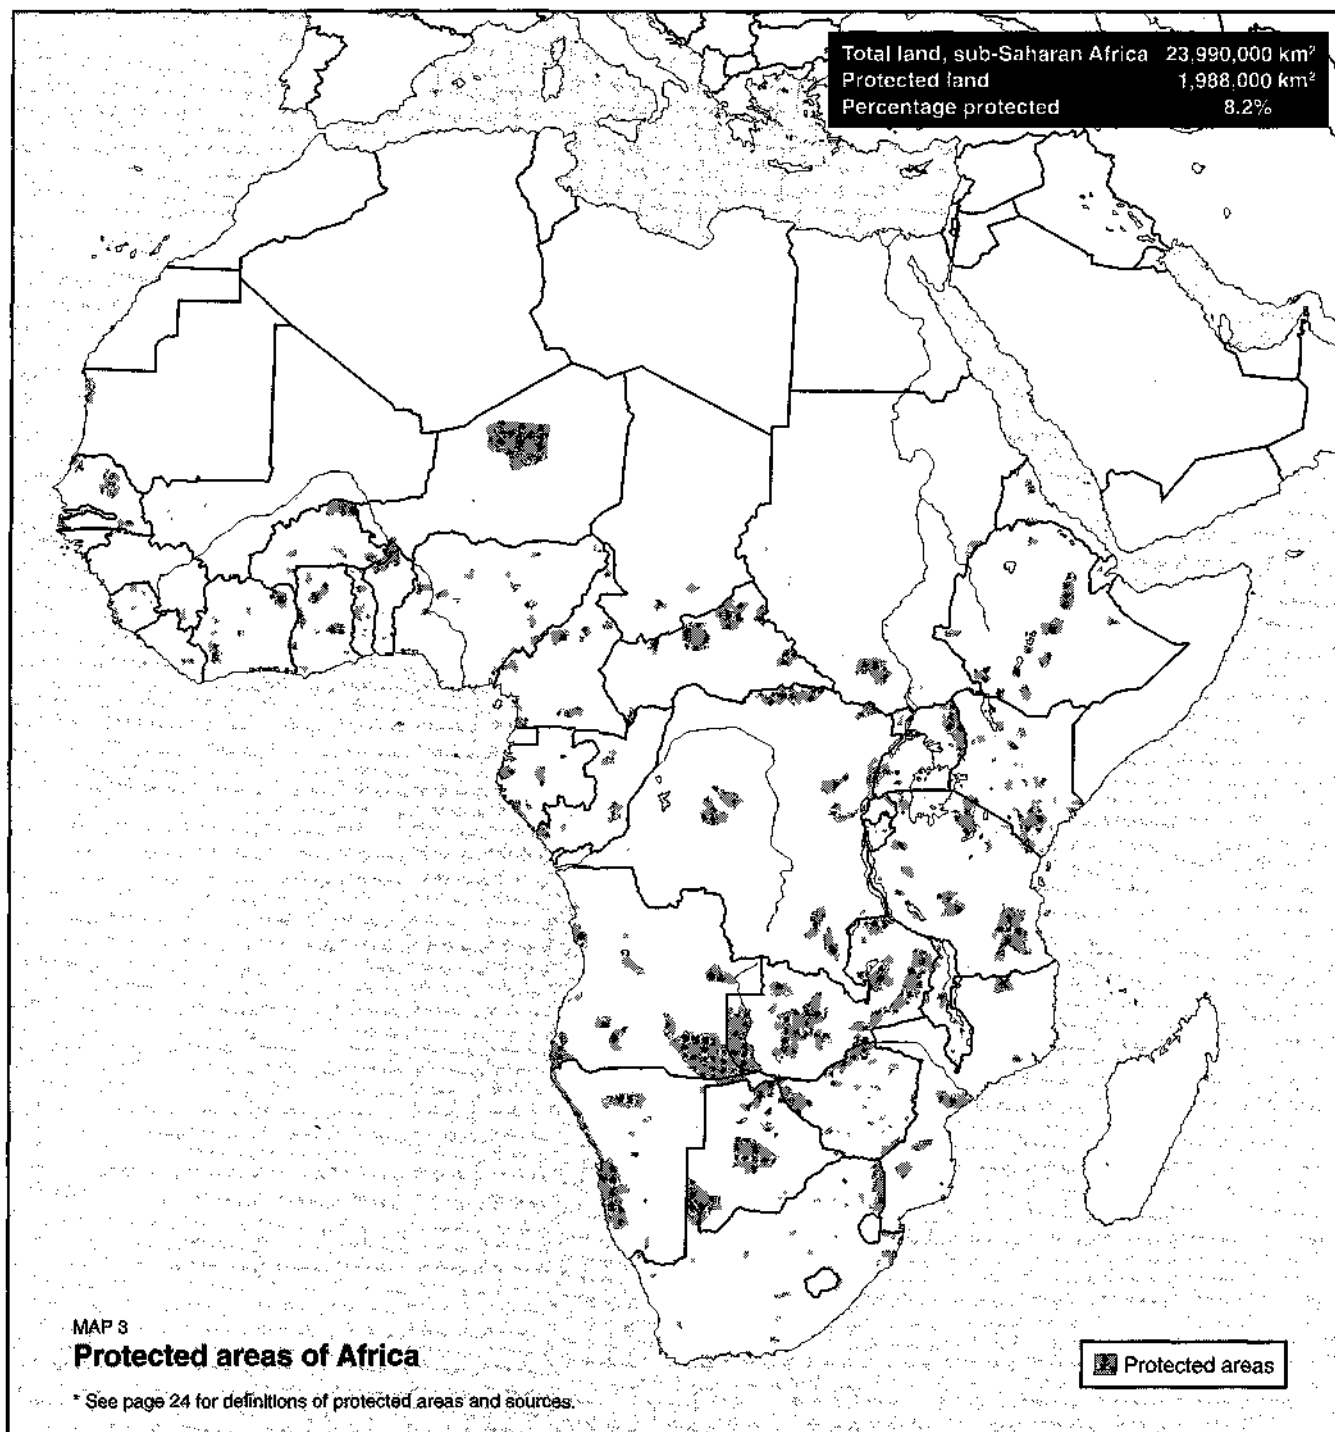 Total land, sub-Saharan Africa 23,990,000 km²
Protected land 1,988,000 km²
Percentage protected 8.2%
MAP 3
Protected areas of Africa
* See page 24 for definitions of protected areas and sources.
Protected areas